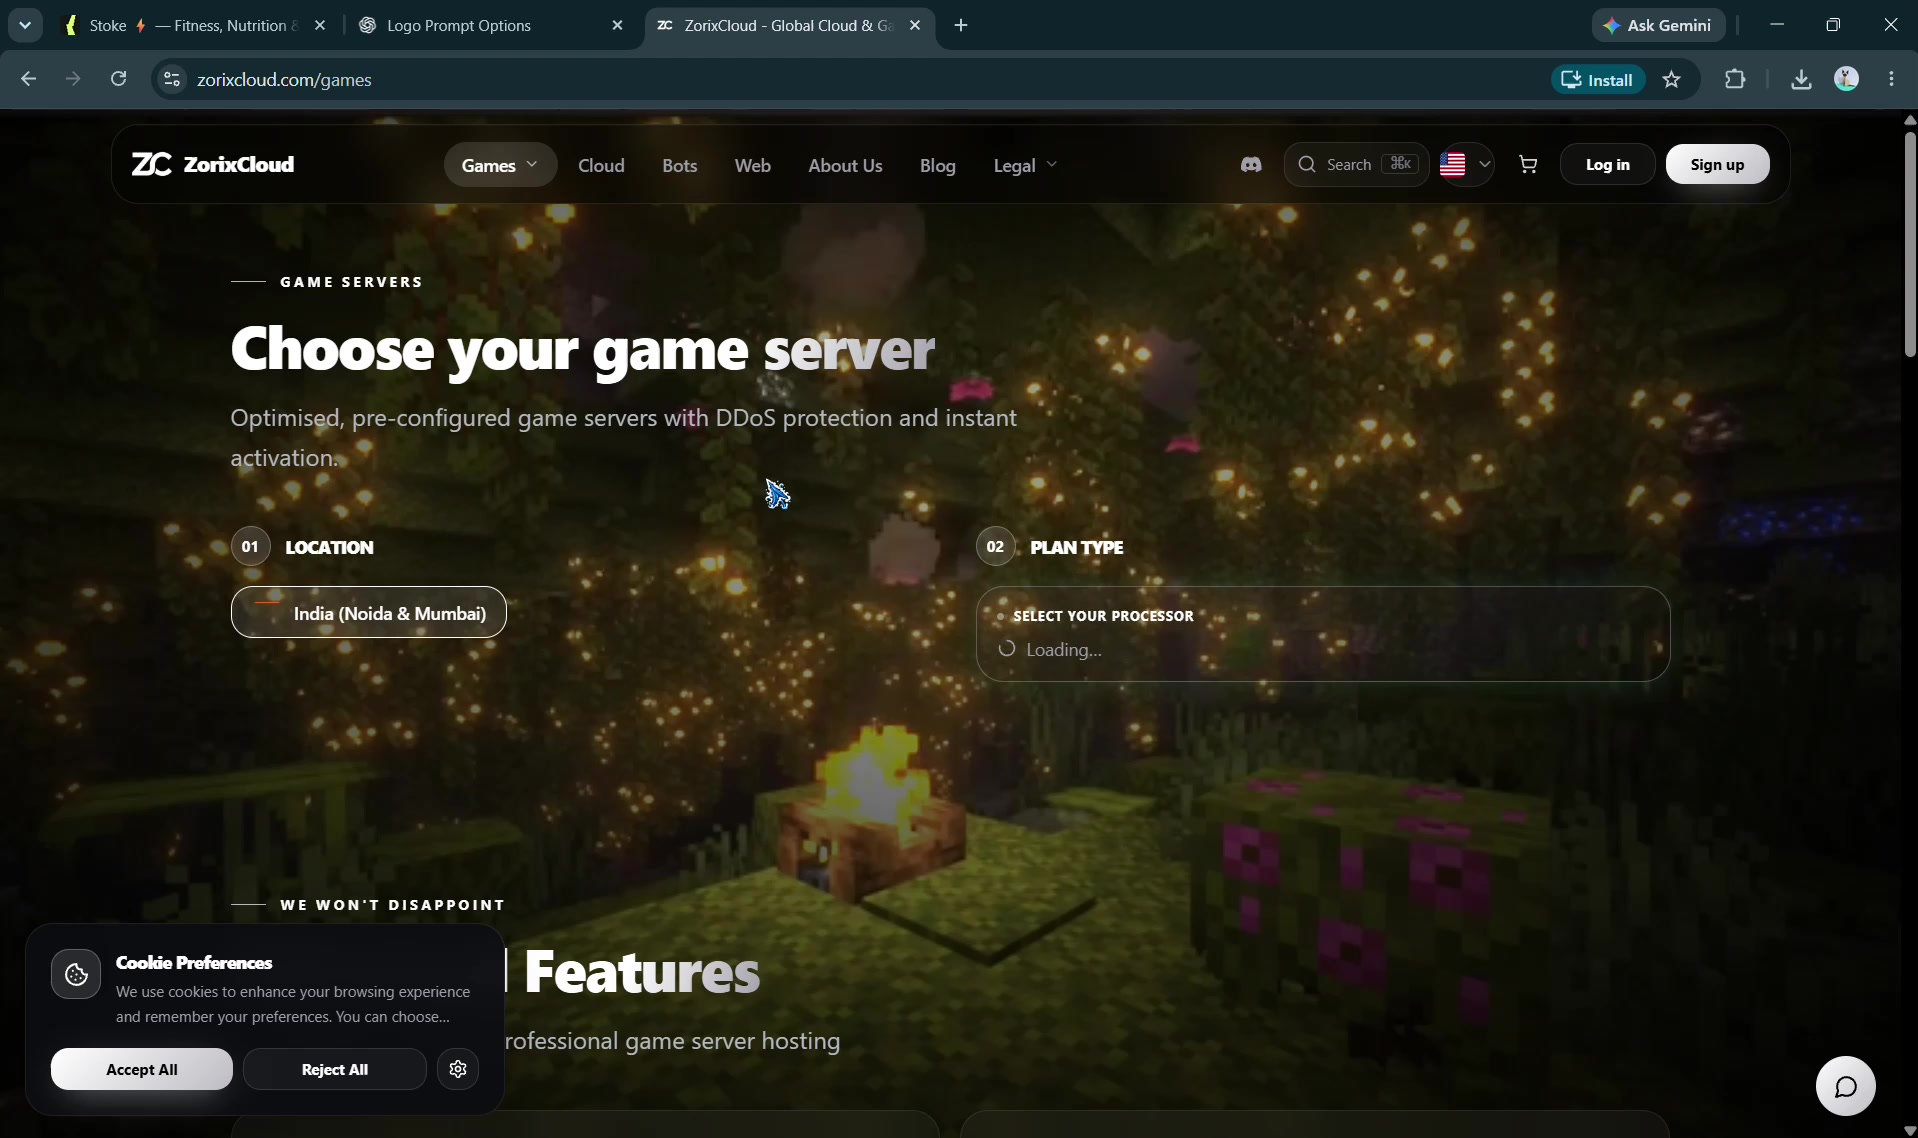 Stoke — Fitness, Nutrition &
Logo Prompt Options
ZC ZorixCloud - Global Cloud & Ga
Ask Gemini
zorixcloud.com/games
Install
ZC ZorixCloud
Games
Cloud
Bots
Web
About Us
Blog
Legal
Search ⌘K
Log in
Sign up
GAME SERVERS
Choose your game server
Optimised, pre-configured game servers with DDoS protection and instant
activation.
01 LOCATION
India (Noida & Mumbai)
02 PLAN TYPE
SELECT YOUR PROCESSOR
Loading...
WE WON'T DISAPPOINT
Features
rofessional game server hosting
Cookie Preferences
We use cookies to enhance your browsing experience
and remember your preferences. You can choose...
Accept All
Reject All